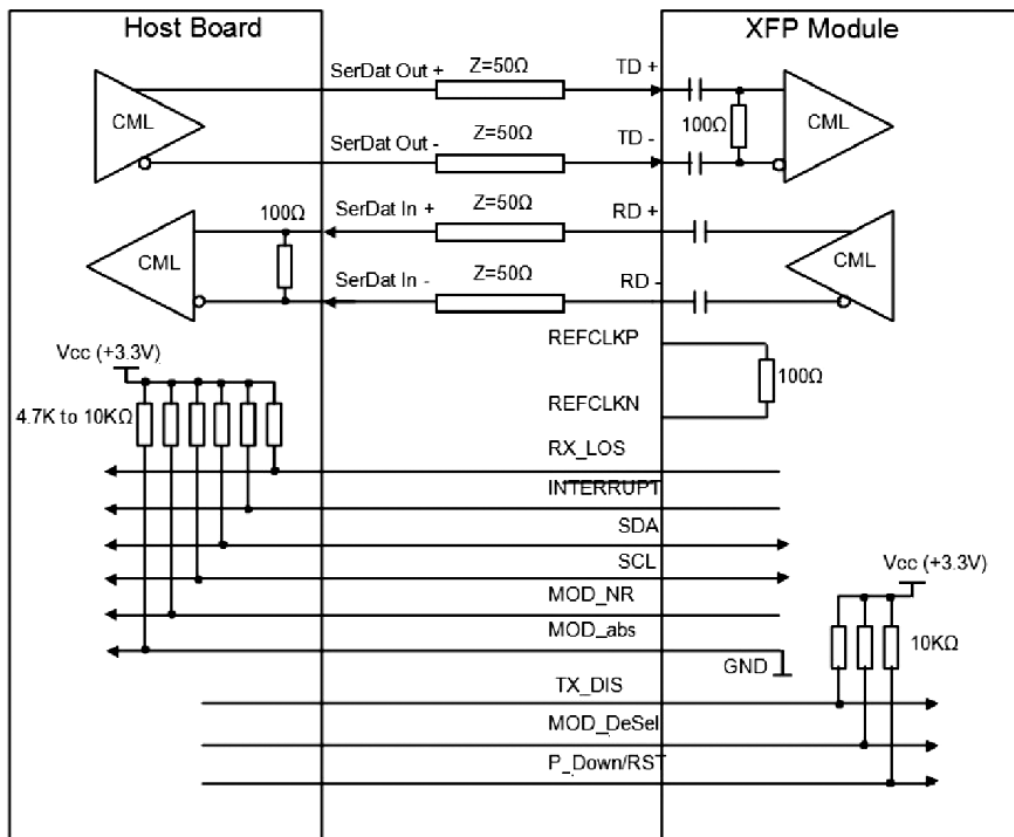 Host Board
XFP Module
SerDat Out +
Z=50Ω
TD +
CML
100Ω
CML
SerDat Out -
Z=50Ω
TD -
100Ω
SerDat In +
Z=50Ω
RD +
CML
CML
SerDat In -
Z=50Ω
RD -
REFCLKP
Vcc (+3.3V)
100Ω
REFCLKN
4.7K to 10KΩ
RX_LOS
INTERRUPT
SDA
SCL
Vcc (+3.3V)
MOD_NR
MOD_abs
10KΩ
GND
TX_DIS
MOD_DeSel
P_Down/RST